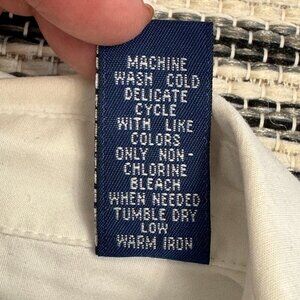 MACHINE
WASH COLD
DELICATE
CYCLE
WITH LIKE
COLORS
ONLY NON-
CHLORINE
BLEACH
WHEN NEEDED
TUMBLE DRY
LOW
WARM IRON